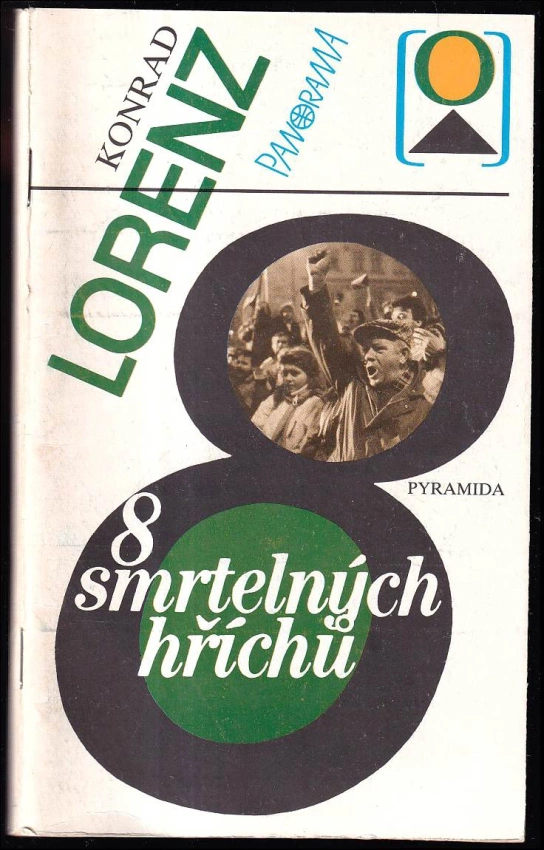 KONRAD
LORENZ
PANORAMA
PYRAMIDA
8
smrtelných
hříchů